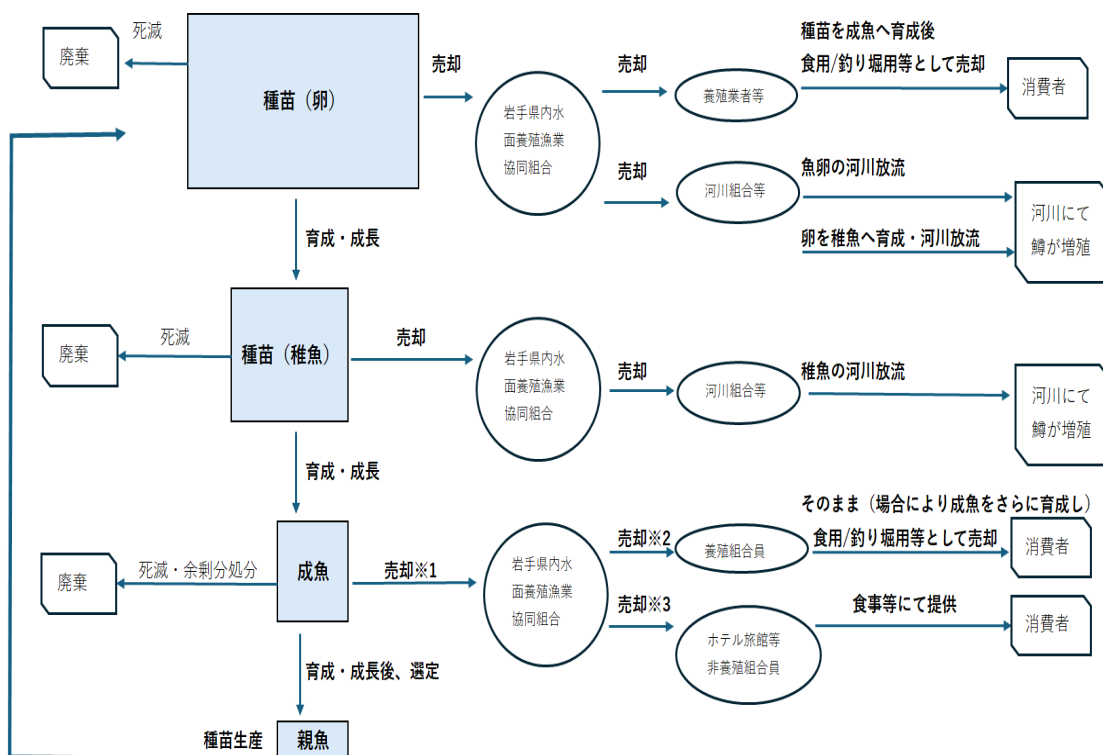 廃棄
死滅
種苗（卵）
売却
岩手県内水
面養殖漁業
協同組合
売却
養殖業者等
種苗を成魚へ育成後
食用/釣り堀用等として売却
消費者
売却
河川組合等
魚卵の河川放流
卵を稚魚へ育成・河川放流
河川にて
鱒が増殖
育成・成長
廃棄
死滅
種苗（稚魚）
売却
岩手県内水
面養殖漁業
協同組合
売却
河川組合等
稚魚の河川放流
河川にて
鱒が増殖
育成・成長
廃棄
死滅・余剰分処分
成魚
売却※1
岩手県内水
面養殖漁業
協同組合
売却※2
養殖組合員
そのまま（場合により成魚をさらに育成し）
食用/釣り堀用等として売却
消費者
売却※3
ホテル旅館等
非養殖組合員
食事等にて提供
消費者
育成・成長後、選定
種苗生産
親魚